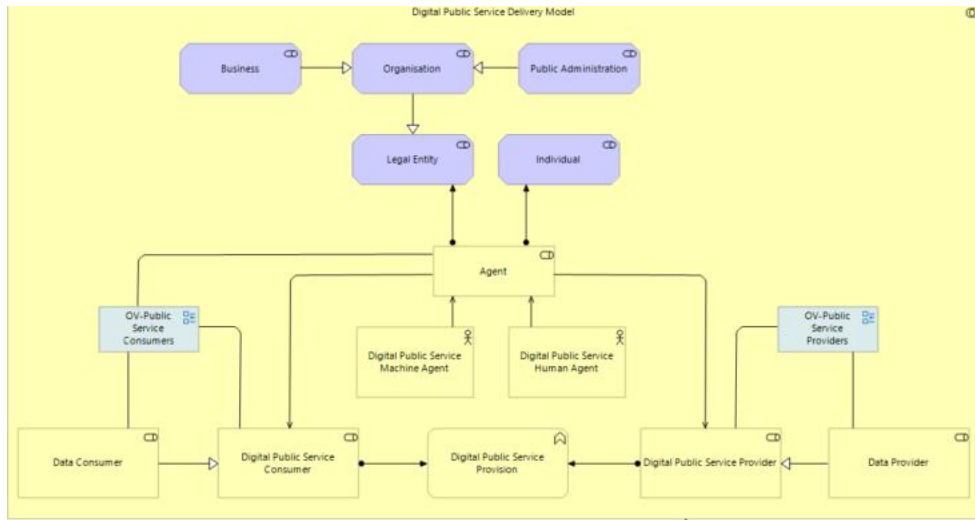 Digital Public Service Delivery Model
Business
Organisation
Public Administration
Legal Entity
Individual
Agent
OV-Public
Service
Consumers
OV-Public
Service
Providers
Digital Public Service
Machine Agent
Digital Public Service
Human Agent
Data Consumer
Digital Public Service
Consumer
Digital Public Service
Provision
Digital Public Service Provider
Data Provider